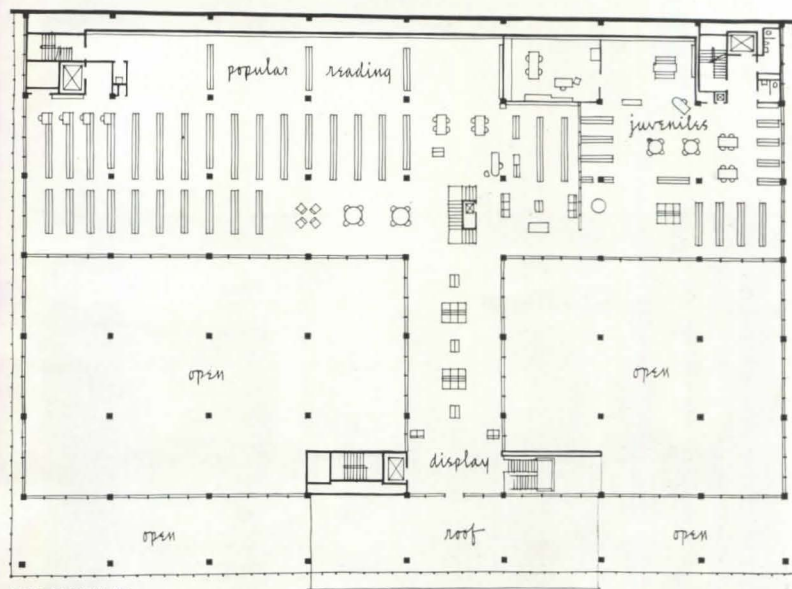 popular reading
juveniles
open
open
display
open
roof
open